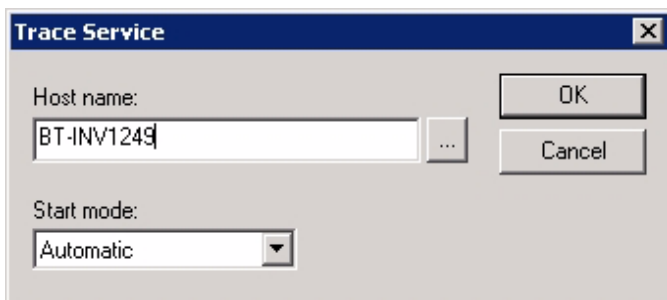 Trace Service
Host name:
OK
BT-INV1249
...
Cancel
Start mode:
Automatic